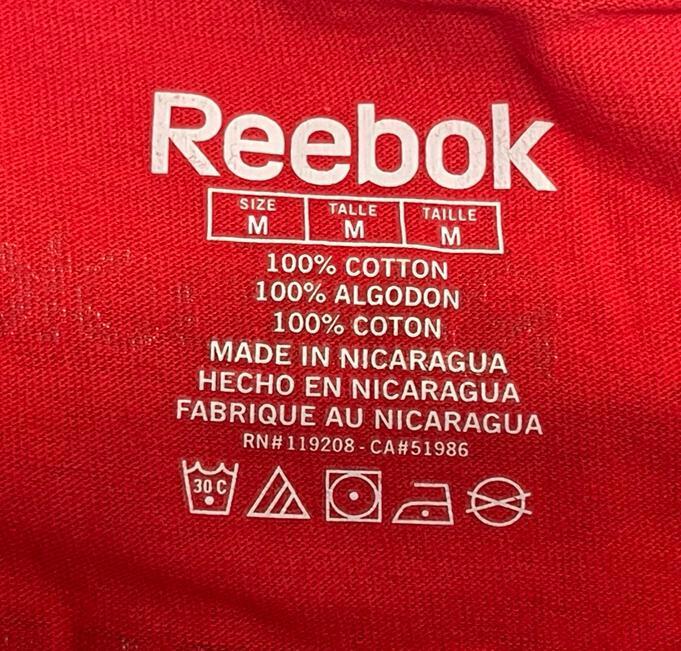 Reebok
SIZE TALLE TAILLE
M M M
100% COTTON
100% ALGODON
100% COTON
MADE IN NICARAGUA
HECHO EN NICARAGUA
FABRIQUE AU NICARAGUA
RN#119208-CA#51986
30 C